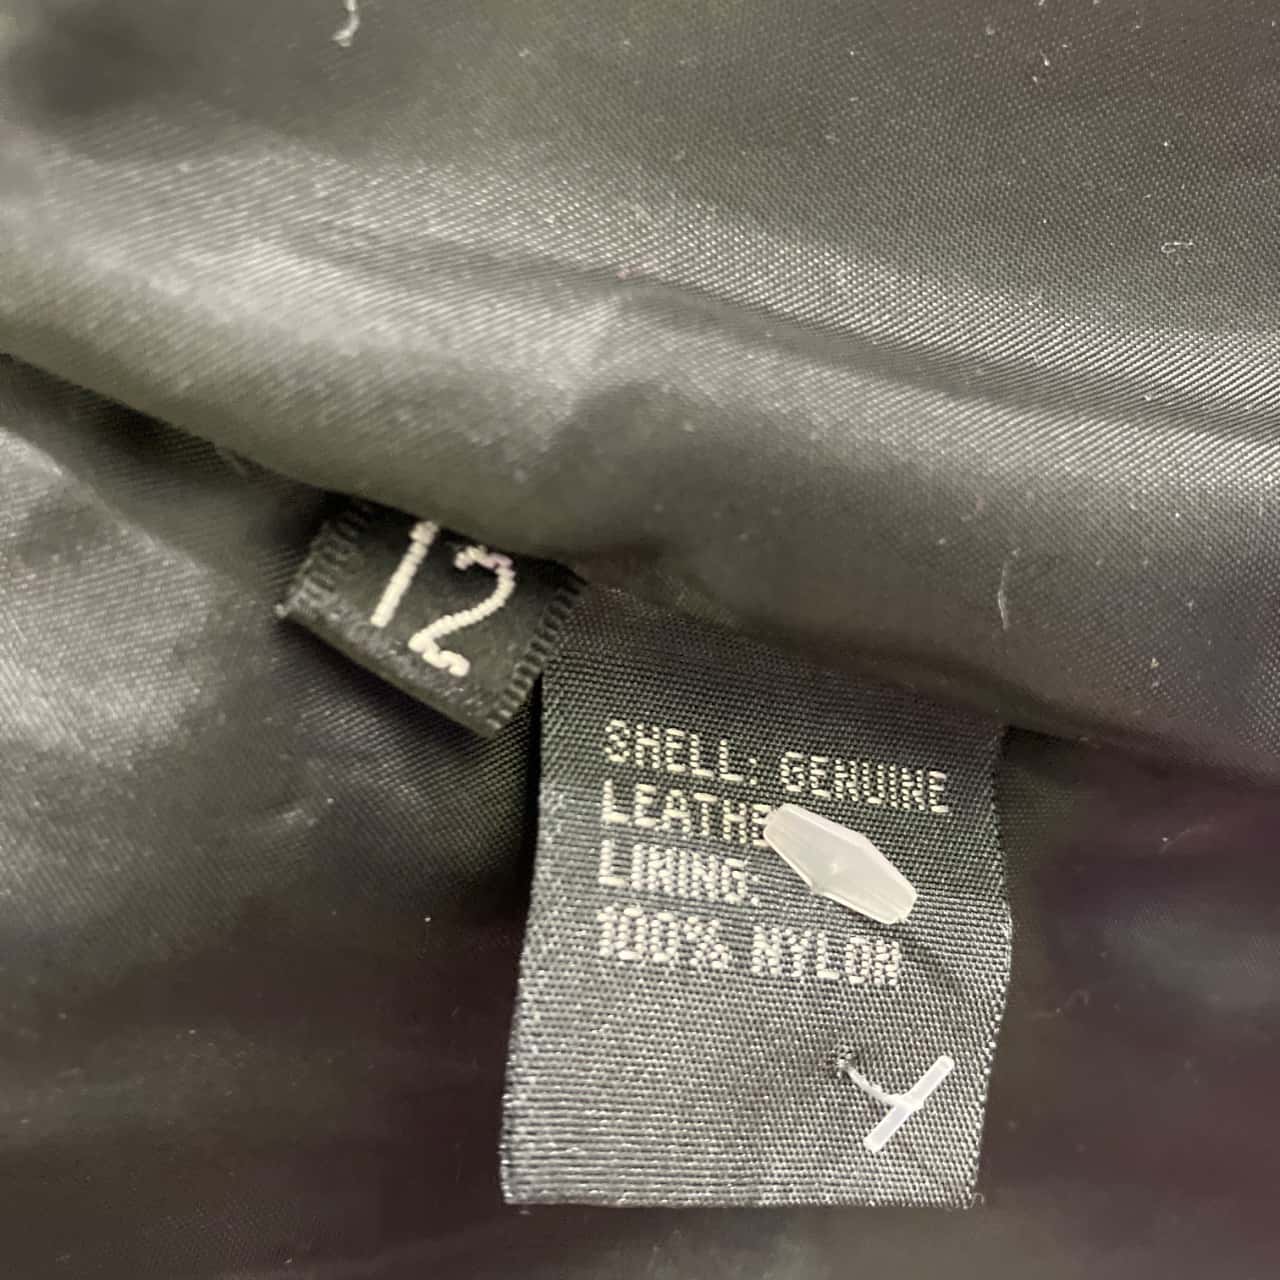 12
SHELL: GENUINE
LEATHE
LINING:
100% NYLON